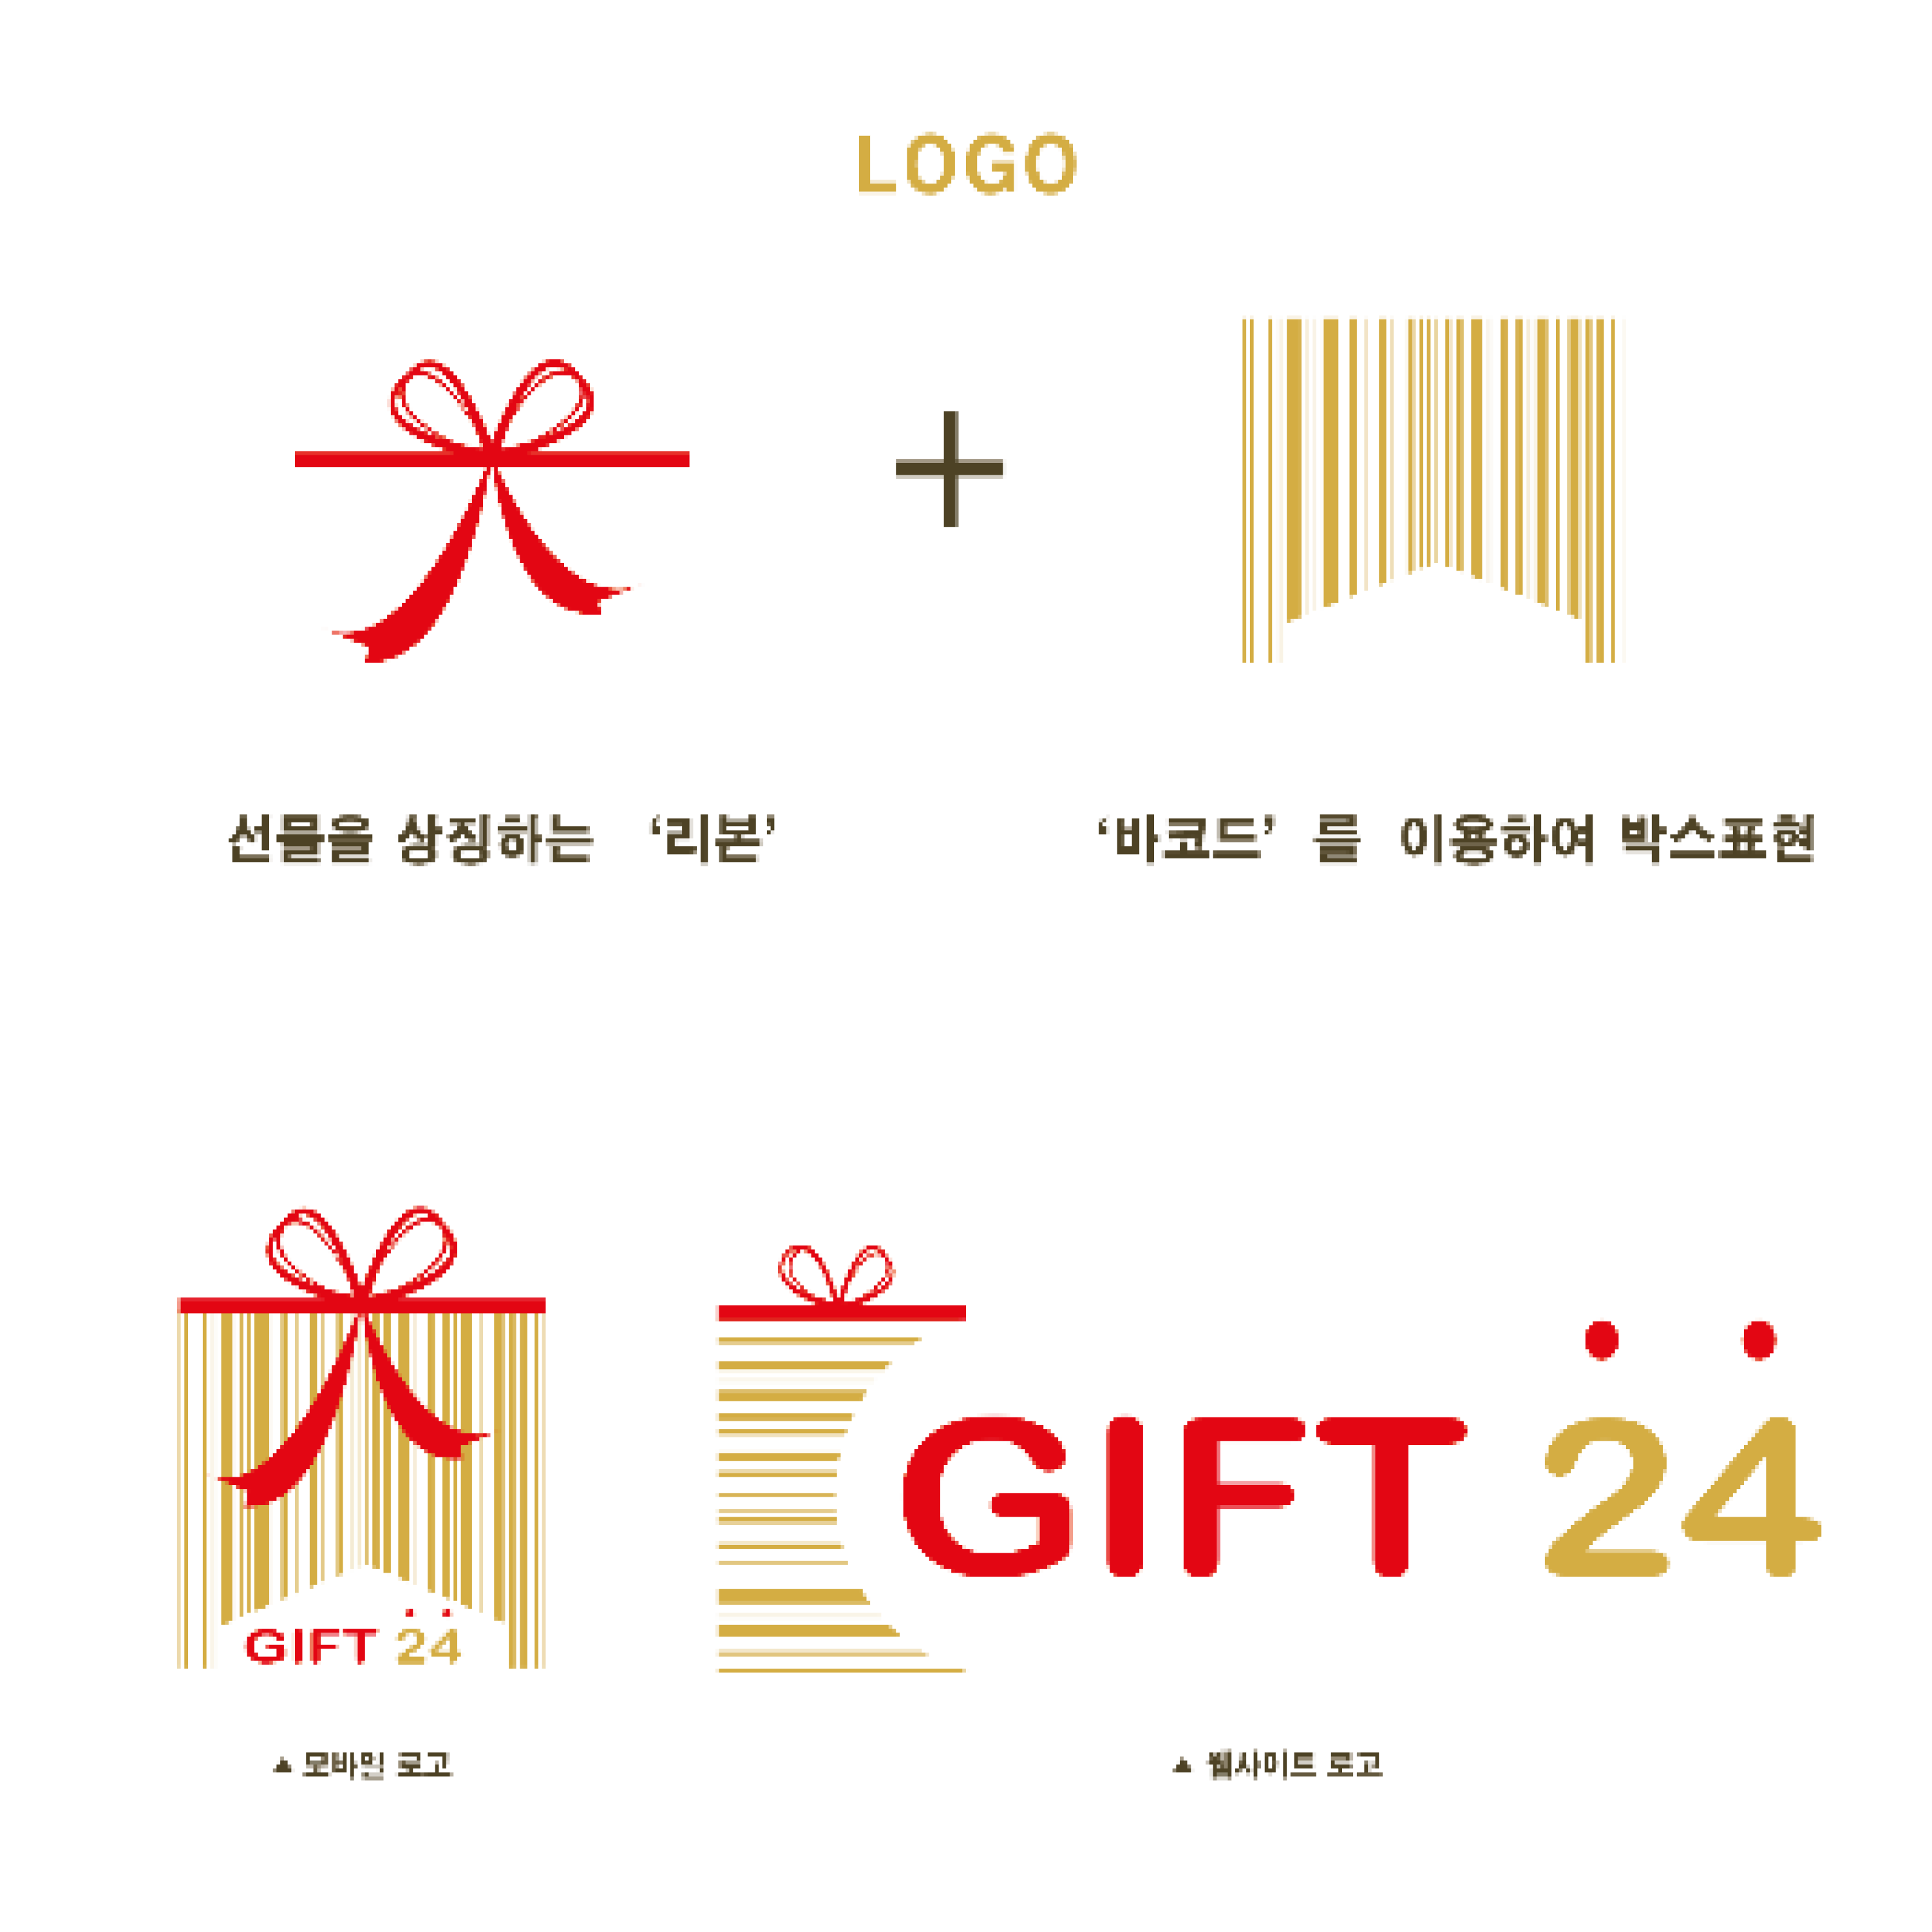 LOGO
선물을 상징하는 ‘리본’
‘바코드’ 를 이용하여 박스표현
GIFT 24
GIFT 24
▲ 모바일 로고
▲ 웹사이트 로고